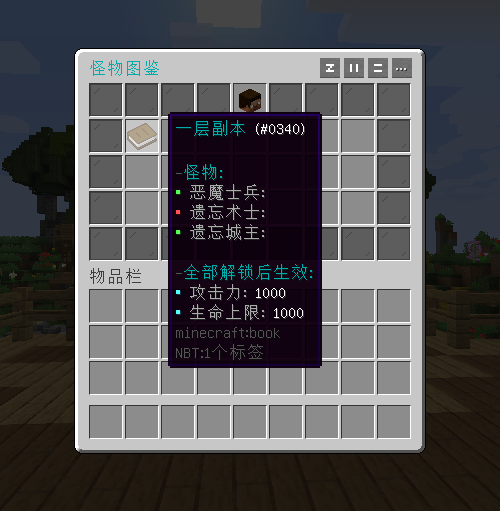 怪物图鉴
一层副本 (#0340)
-怪物:
恶魔士兵:
遗忘术士:
遗忘城主:
-全部解锁后生效:
攻击力: 1000
生命上限: 1000
minecraft:book
NBT:1个标签
物品栏